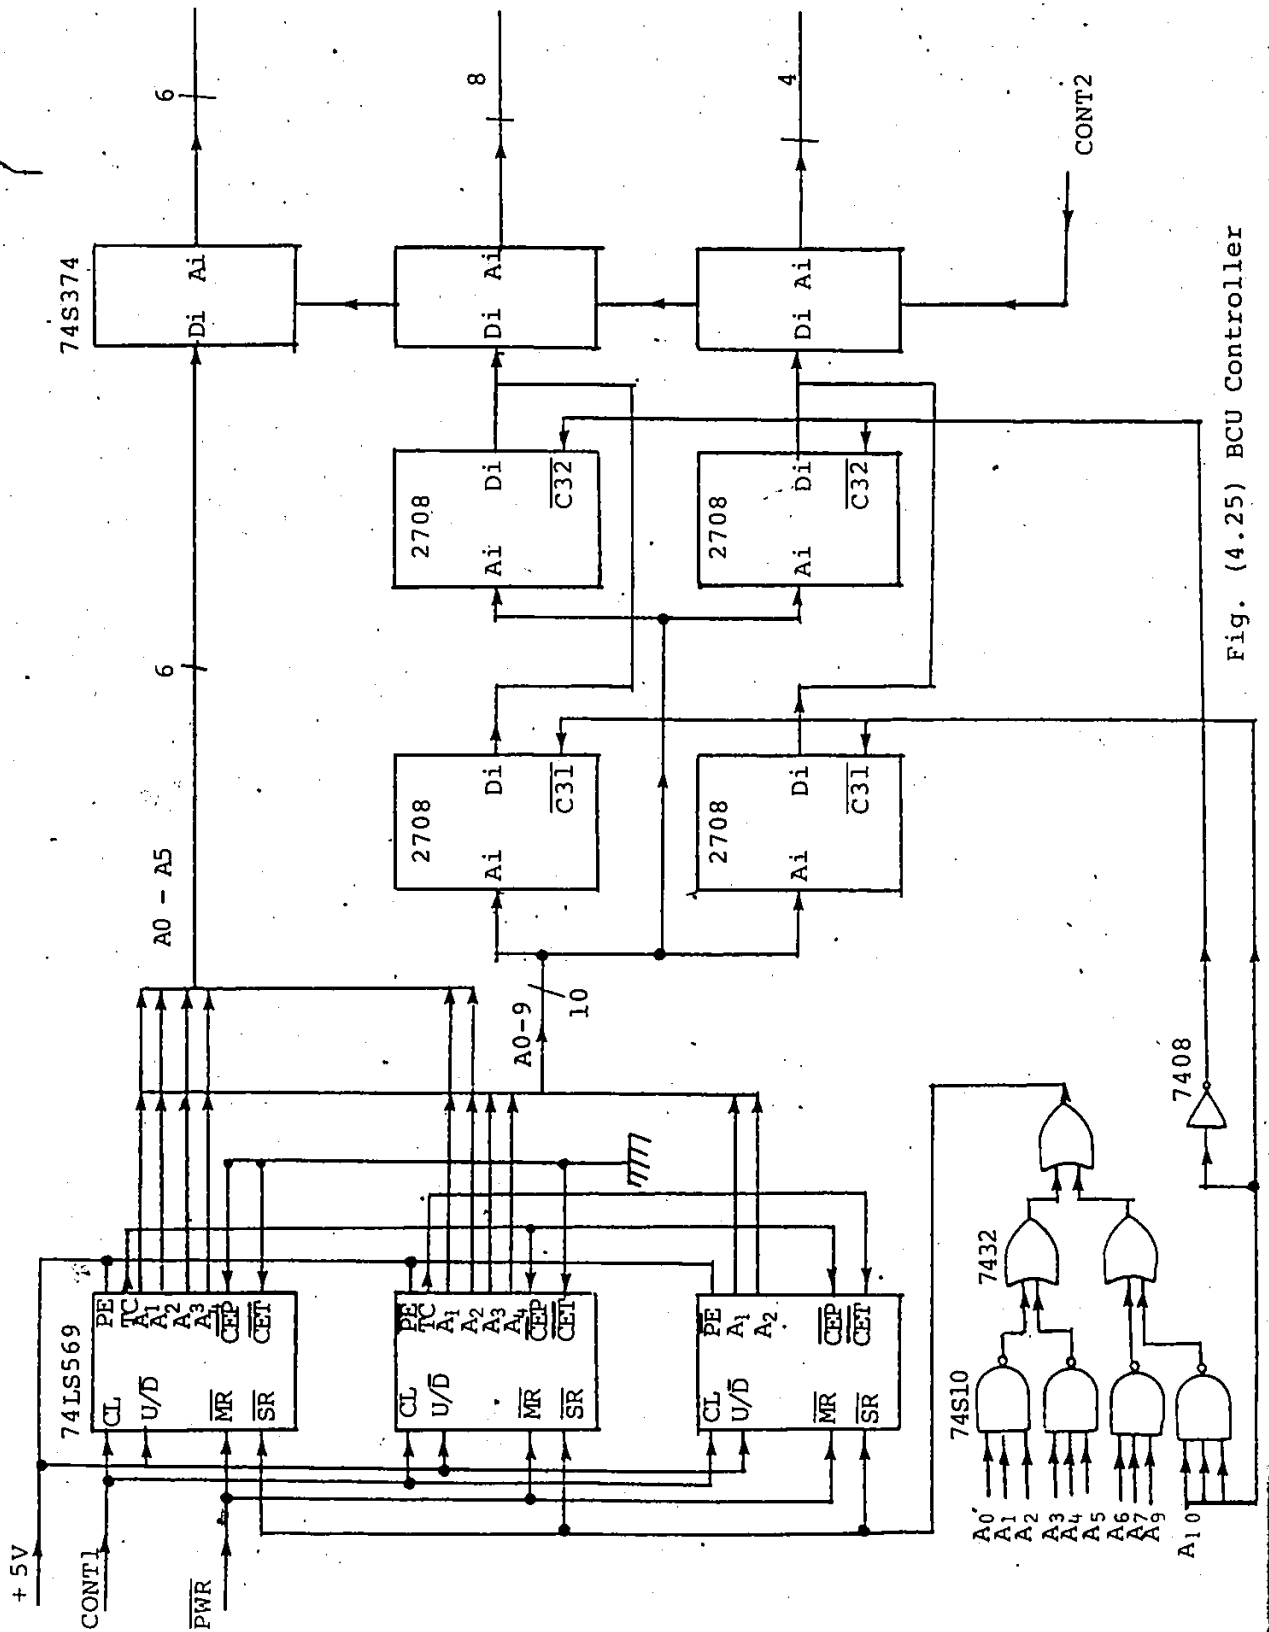 + 5V
CONT1
PWR
74LS569
CL
U/D
MR
SR
PE
TC
A1
A2
A3
A4
CEP
CET
CL
U/D
MR
SR
PE
TC
A1
A2
A3
A4
CEP
CET
CL
U/D
MR
SR
PE
A1
A2
CEP
CET
A0 - A5
6
A0-9
10
2708
Ai
Di
C31
2708
Ai
Di
C31
2708
Ai
Di
C32
2708
Ai
Di
C32
74S374
Di
Ai
Di
Ai
Di
Ai
6
8
4
CONT2
74S10
7432
7408
A0
A1
A2
A3
A4
A5
A6
A7
A9
A10
Fig. (4.25) BCU Controller